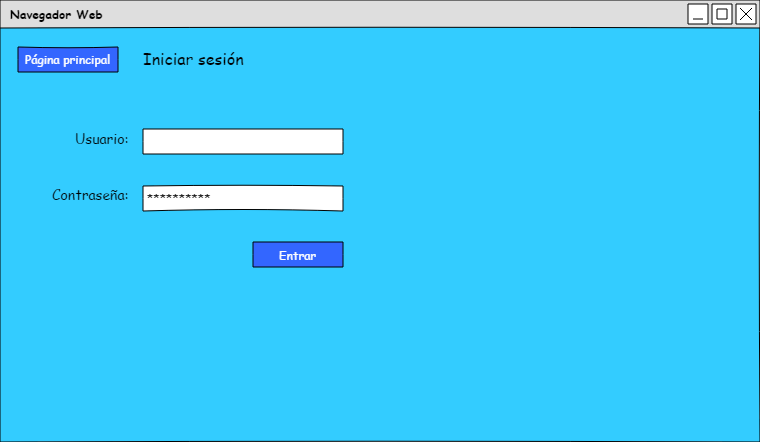 Navegador Web
Página principal
Iniciar sesión
Usuario:
Contraseña:
**********
Entrar